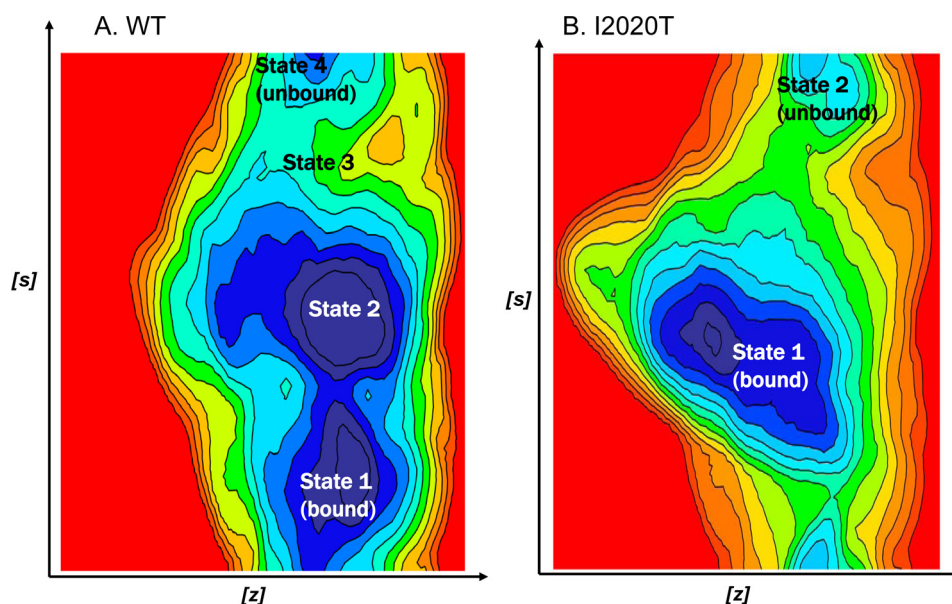 A. WT
State 4
(unbound)
State 3
State 2
State 1
(bound)
[s]
[z]
B. I2020T
State 2
(unbound)
State 1
(bound)
[s]
[z]